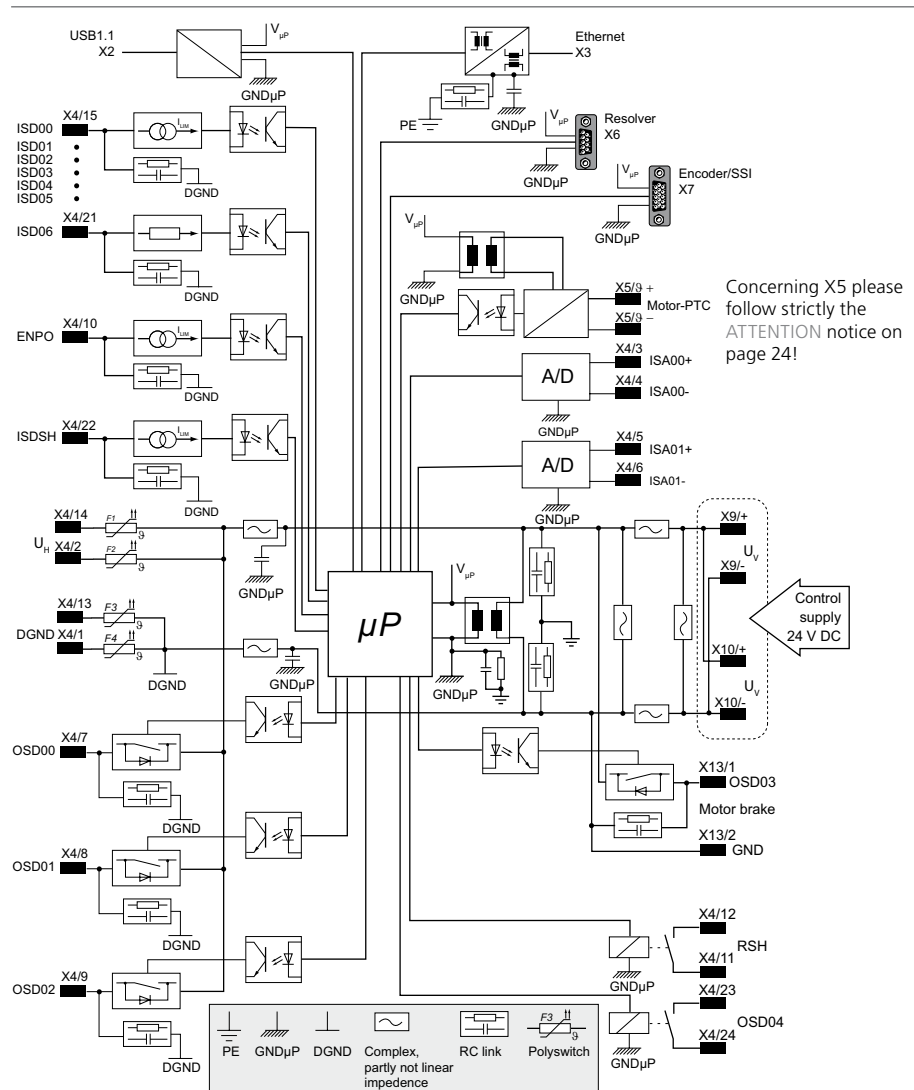 USB1.1
X2
VµP
GNDµP
Ethernet
X3
PE
GNDµP
Resolver
X6
VµP
GNDµP
Encoder/SSI
X7
VµP
GNDµP
X4/15
ISD00
ISD01
ISD02
ISD03
ISD04
ISD05
ILIM
DGND
X4/21
ISD06
DGND
VµP
GNDµP
X5/ϑ +
Motor-PTC
X5/ϑ –
Concerning X5 please
follow strictly the
ATTENTION notice on
page 24!
X4/10
ENPO
ILIM
DGND
X4/3
ISA00+
A/D
X4/4
ISA00-
GNDµP
X4/22
ISDSH
ILIM
DGND
X4/5
ISA01+
A/D
X4/6
ISA01-
GNDµP
X4/14
F1
ϑ
UH
X4/2
F2
ϑ
GNDµP
X4/13
F3
ϑ
DGND
X4/1
F4
ϑ
DGND
GNDµP
µP
VµP
GNDµP
X9/+
UV
X9/-
X10/+
UV
X10/-
Control
supply
24 V DC
X4/7
OSD00
DGND
X4/8
OSD01
DGND
X4/9
OSD02
DGND
X13/1
OSD03
Motor brake
X13/2
GND
X4/12
RSH
X4/11
GNDµP
X4/23
OSD04
X4/24
GNDµP
F3
ϑ
PE
GNDµP
DGND
Complex,
partly not linear
impedence
RC link
Polyswitch